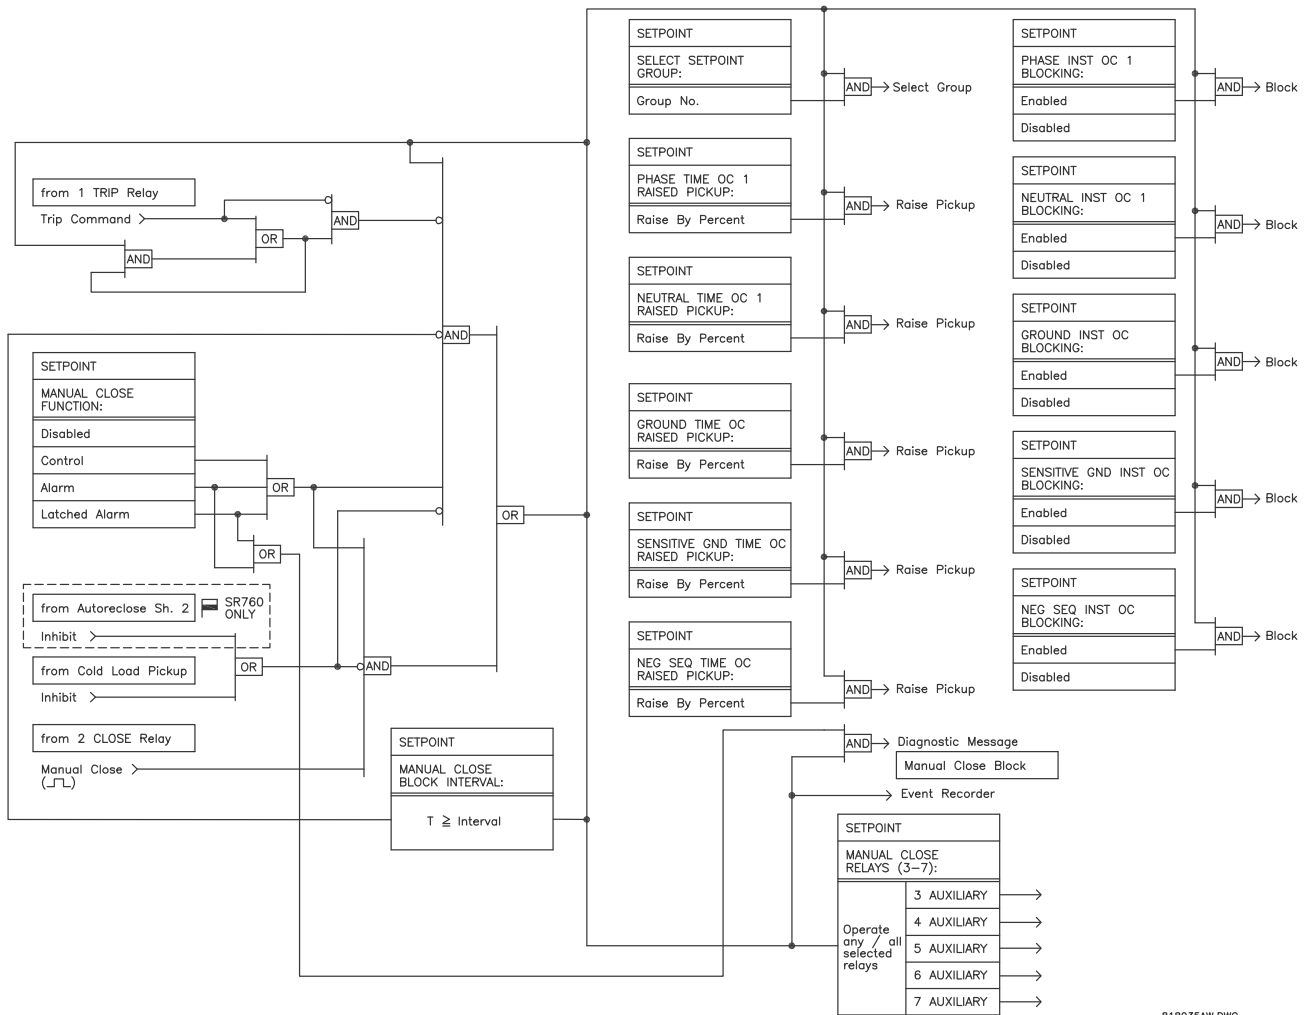 from 1 TRIP Relay
Trip Command
AND
OR
AND
AND
SETPOINT
MANUAL CLOSE
FUNCTION:
Disabled
Control
Alarm
Latched Alarm
OR
OR
OR
from Autoreclose Sh. 2
SR760
ONLY
Inhibit
from Cold Load Pickup
Inhibit
OR
AND
from 2 CLOSE Relay
Manual Close
SETPOINT
MANUAL CLOSE
BLOCK INTERVAL:
T ≧ Interval
SETPOINT
SELECT SETPOINT
GROUP:
Group No.
AND
Select Group
SETPOINT
PHASE TIME OC 1
RAISED PICKUP:
Raise By Percent
AND
Raise Pickup
SETPOINT
NEUTRAL TIME OC 1
RAISED PICKUP:
Raise By Percent
AND
Raise Pickup
SETPOINT
GROUND TIME OC
RAISED PICKUP:
Raise By Percent
AND
Raise Pickup
SETPOINT
SENSITIVE GND TIME OC
RAISED PICKUP:
Raise By Percent
AND
Raise Pickup
SETPOINT
NEG SEQ TIME OC
RAISED PICKUP:
Raise By Percent
AND
Raise Pickup
AND
Diagnostic Message
Manual Close Block
Event Recorder
SETPOINT
MANUAL CLOSE
RELAYS (3-7):
Operate
any / all
selected
relays
3 AUXILIARY
4 AUXILIARY
5 AUXILIARY
6 AUXILIARY
7 AUXILIARY
SETPOINT
PHASE INST OC 1
BLOCKING:
Enabled
Disabled
AND
Block
SETPOINT
NEUTRAL INST OC 1
BLOCKING:
Enabled
Disabled
AND
Block
SETPOINT
GROUND INST OC
BLOCKING:
Enabled
Disabled
AND
Block
SETPOINT
SENSITIVE GND INST OC
BLOCKING:
Enabled
Disabled
AND
Block
SETPOINT
NEG SEQ INST OC
BLOCKING:
Enabled
Disabled
AND
Block